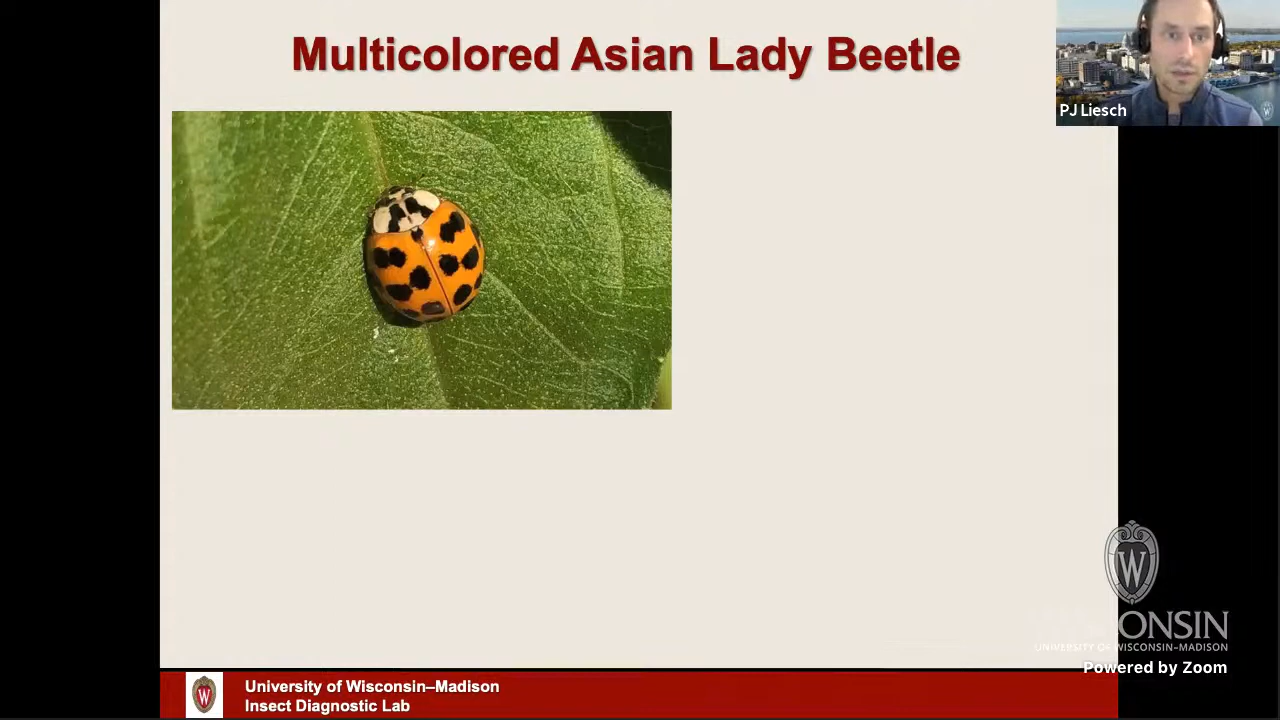 Multicolored Asian Lady Beetle
PJ Liesch
W
ONSIN
UNIVERSITY OF WISCONSIN–MADISON
Powered by Zoom
W
University of Wisconsin–Madison
Insect Diagnostic Lab